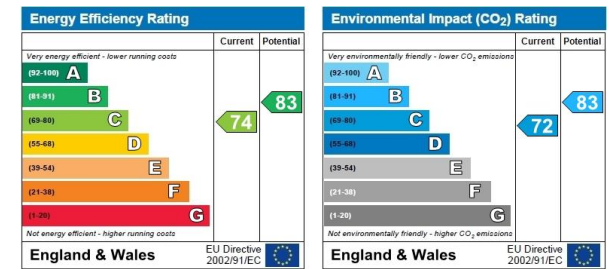 Energy Efficiency Rating
Current Potential
Very energy efficient - lower running costs
(92-100) A
(81-91) B
(69-80) C
(55-68) D
(39-54) E
(21-38) F
(1-20) G
74
83
Not energy efficient - higher running costs
England & Wales
EU Directive
2002/91/EC
Environmental Impact (CO2) Rating
Current Potential
Very environmentally friendly - lower CO2 emissions
(92-100) A
(81-91) B
(69-80) C
(55-68) D
(39-54) E
(21-38) F
(1-20) G
72
83
Not environmentally friendly - higher CO2 emissions
England & Wales
EU Directive
2002/91/EC